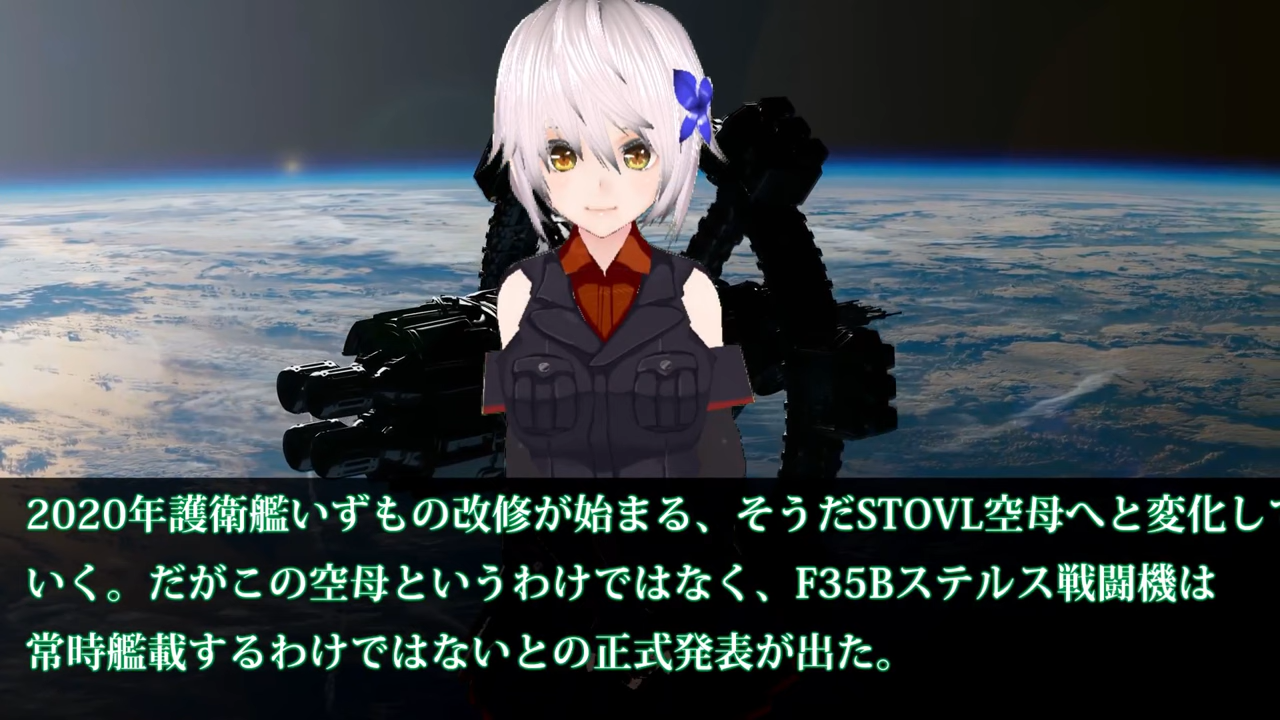 2020年護衛艦いずもの改修が始まる、そうだSTOVL空母へと変化して
いく。だがこの空母というわけではなく、F35Bステルス戦闘機は
常時艦載するわけではないとの正式発表が出た。